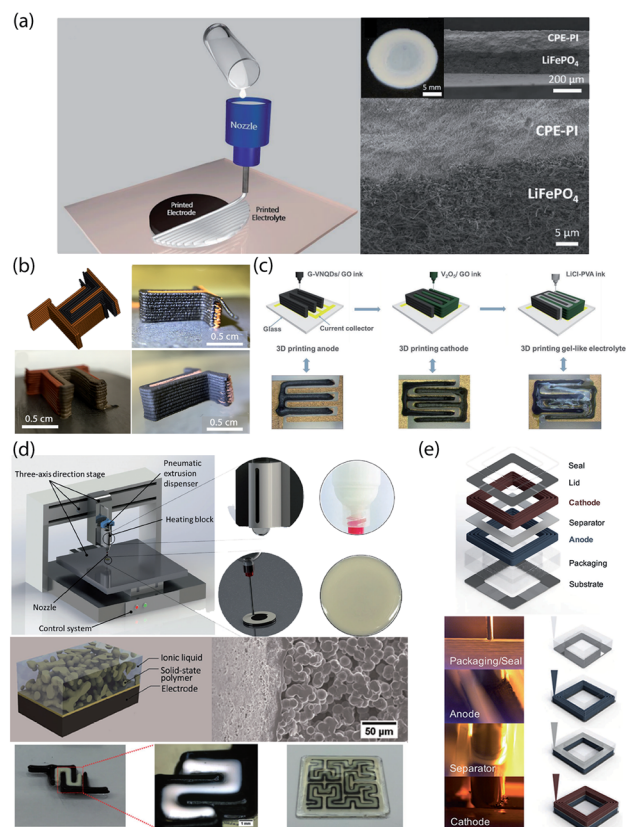 (a)
Nozzle
Printed
Electrode
Printed
Electrolyte
CPE-PI
LiFePO₄
5 mm
200 µm
CPE-PI
LiFePO₄
5 µm
(b)
0.5 cm
0.5 cm
0.5 cm
(c)
G-VNQDs/ GO ink
V₂O₅/ GO ink
LiCl-PVA ink
Glass
Current collector
3D printing anode
3D printing cathode
3D printing gel-like electrolyte
(d)
Three-axis direction stage
Pneumatic
extrusion
dispenser
Heating block
Nozzle
Control system
Ionic liquid
Solid-state
polymer
Electrode
50 µm
(e)
Seal
Lid
Cathode
Separator
Anode
Packaging
Substrate
Packaging/Seal
Anode
Separator
Cathode